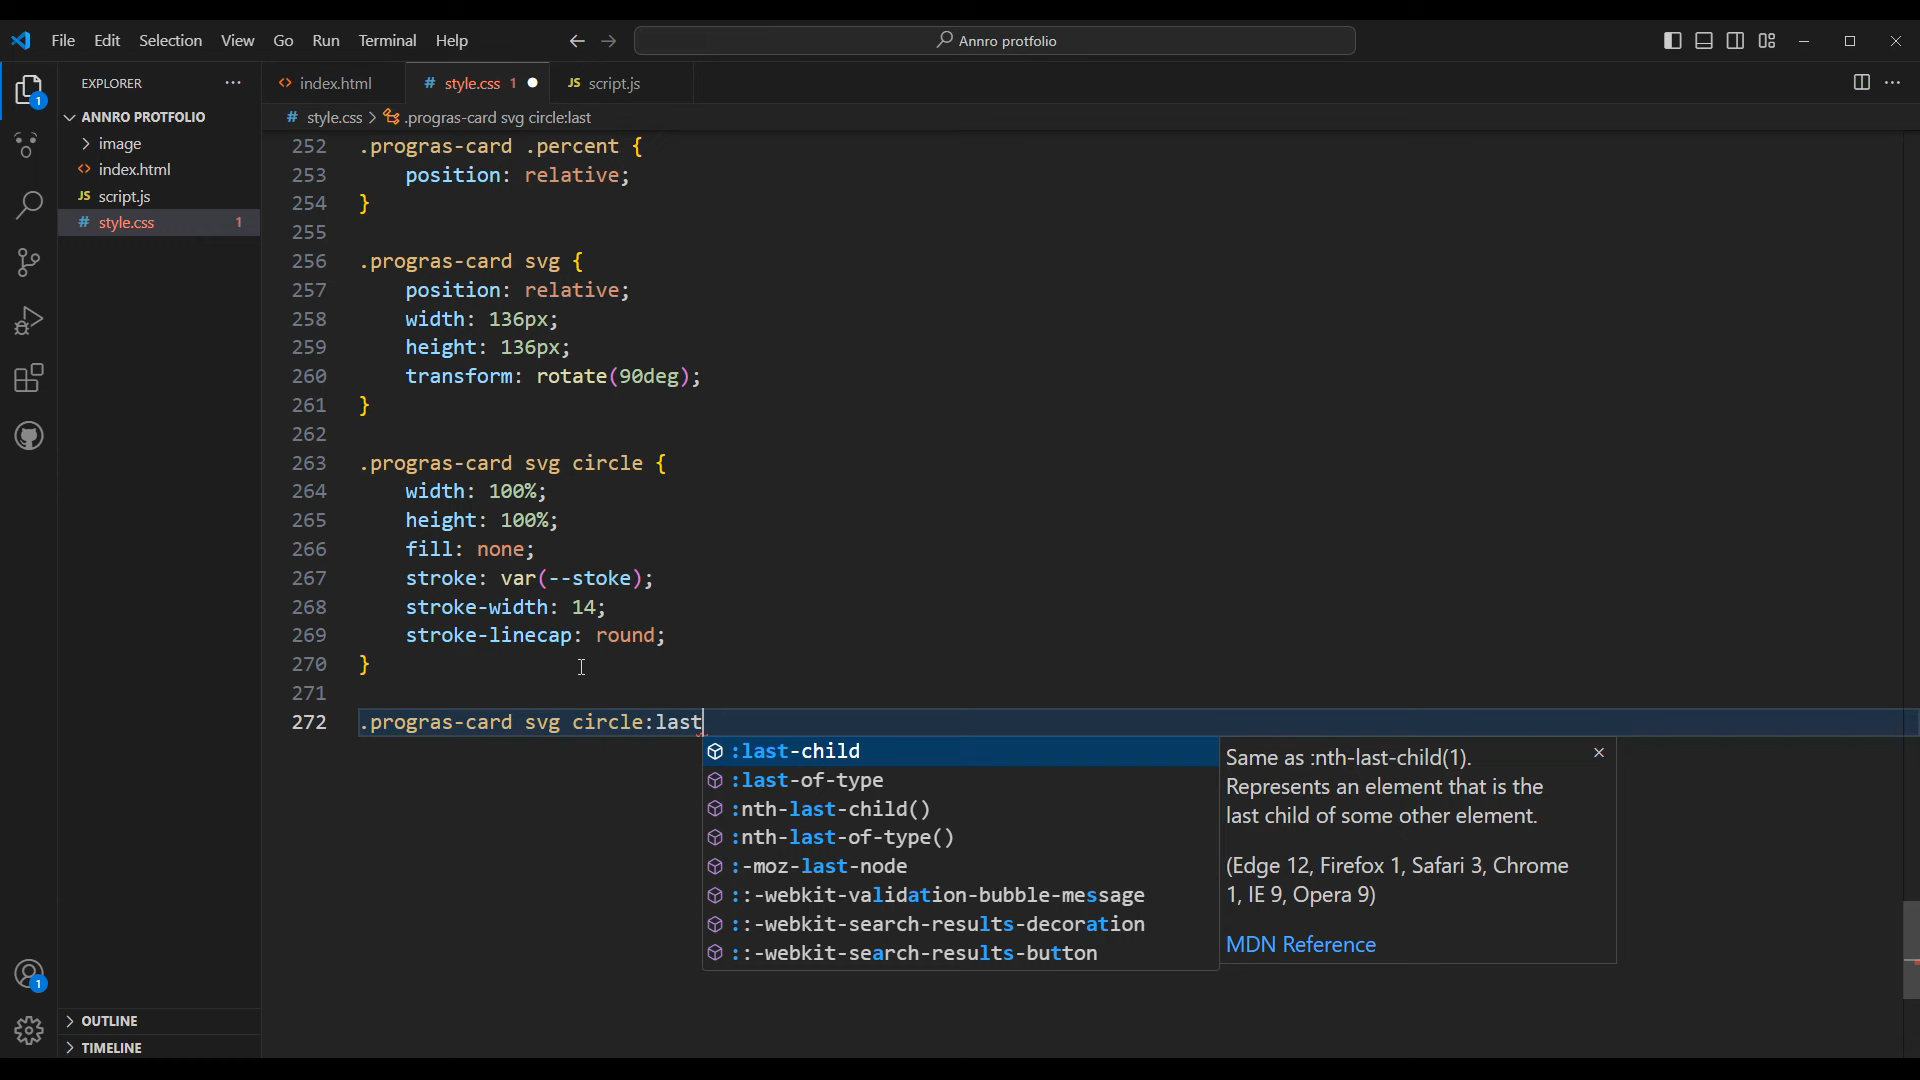 File Edit Selection View Go Run Terminal Help
Annro protfolio
EXPLORER
index.html
# style.css 1
JS script.js
ANNRO PROTFOLIO
image
index.html
JS script.js
# style.css 1
# style.css > .progras-card svg circle:last
252 .progras-card .percent {
253 position: relative;
254 }
255
256 .progras-card svg {
257 position: relative;
258 width: 136px;
259 height: 136px;
260 transform: rotate(90deg);
261 }
262
263 .progras-card svg circle {
264 width: 100%;
265 height: 100%;
266 fill: none;
267 stroke: var(--stoke);
268 stroke-width: 14;
269 stroke-linecap: round;
270 }
271
272 .progras-card svg circle:last
:last-child
:last-of-type
:nth-last-child()
:nth-last-of-type()
:-moz-last-node
::-webkit-validation-bubble-message
::-webkit-search-results-decoration
::-webkit-search-results-button
Same as :nth-last-child(1).
Represents an element that is the
last child of some other element.
(Edge 12, Firefox 1, Safari 3, Chrome
1, IE 9, Opera 9)
MDN Reference
1
1
OUTLINE
TIMELINE